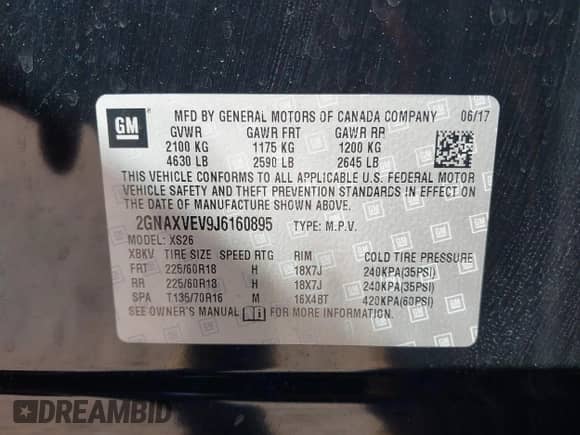 GM
MFD BY GENERAL MOTORS OF CANADA COMPANY 06/17
GVWR GAWR FRT GAWR RR
2100 KG 1175 KG 1200 KG
4630 LB 2590 LB 2645 LB
THIS VEHICLE CONFORMS TO ALL APPLICABLE U.S. FEDERAL MOTOR
VEHICLE SAFETY AND THEFT PREVENTION STANDARDS IN EFFECT ON
THE DATE OF MANUFACTURE SHOWN ABOVE.
2GNAXVEV9J6160895 TYPE: M.P.V.
MODEL: XS26
XBKV TIRE SIZE SPEED RTG RIM COLD TIRE PRESSURE
FRT 225/60R18 H 18X7J 240KPA(35PSI)
RR 225/60R18 H 18X7J 240KPA(35PSI)
SPA T135/70R16 M 16X4BT 420KPA(60PSI)
SEE OWNER'S MANUAL FOR MORE INFORMATION.
DREAMBID